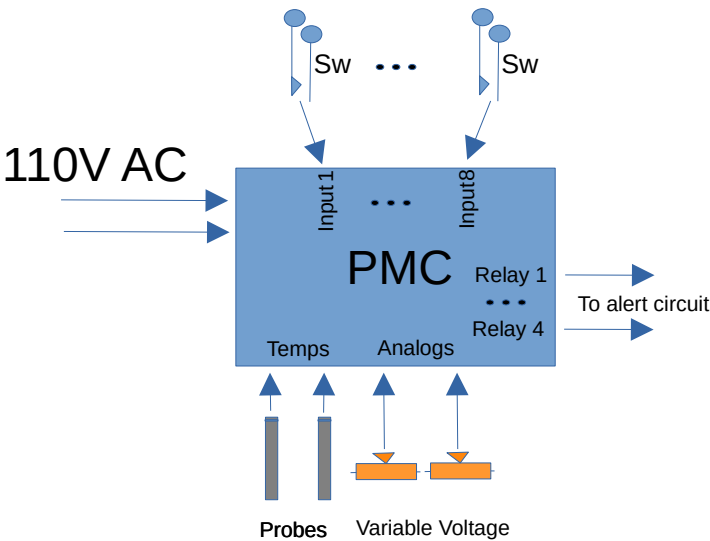 Sw ... Sw
110V AC
Input 1 ... Input8
PMC
Relay 1
...
To alert circuit
Relay 4
Temps Analogs
Probes Variable Voltage